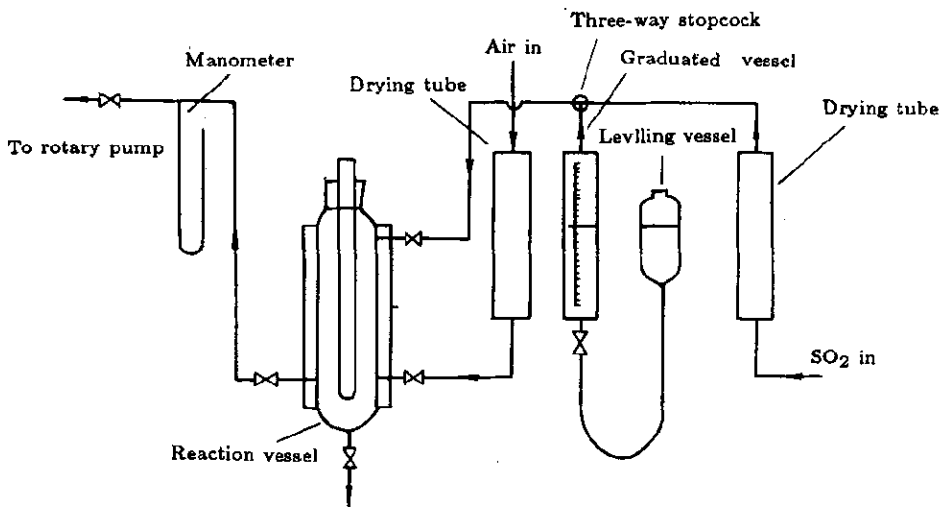 Three-way stopcock
Air in
Graduated vessel
Manometer
Drying tube
Levlling vessel
Drying tube
To rotary pump
SO₂ in
Reaction vessel